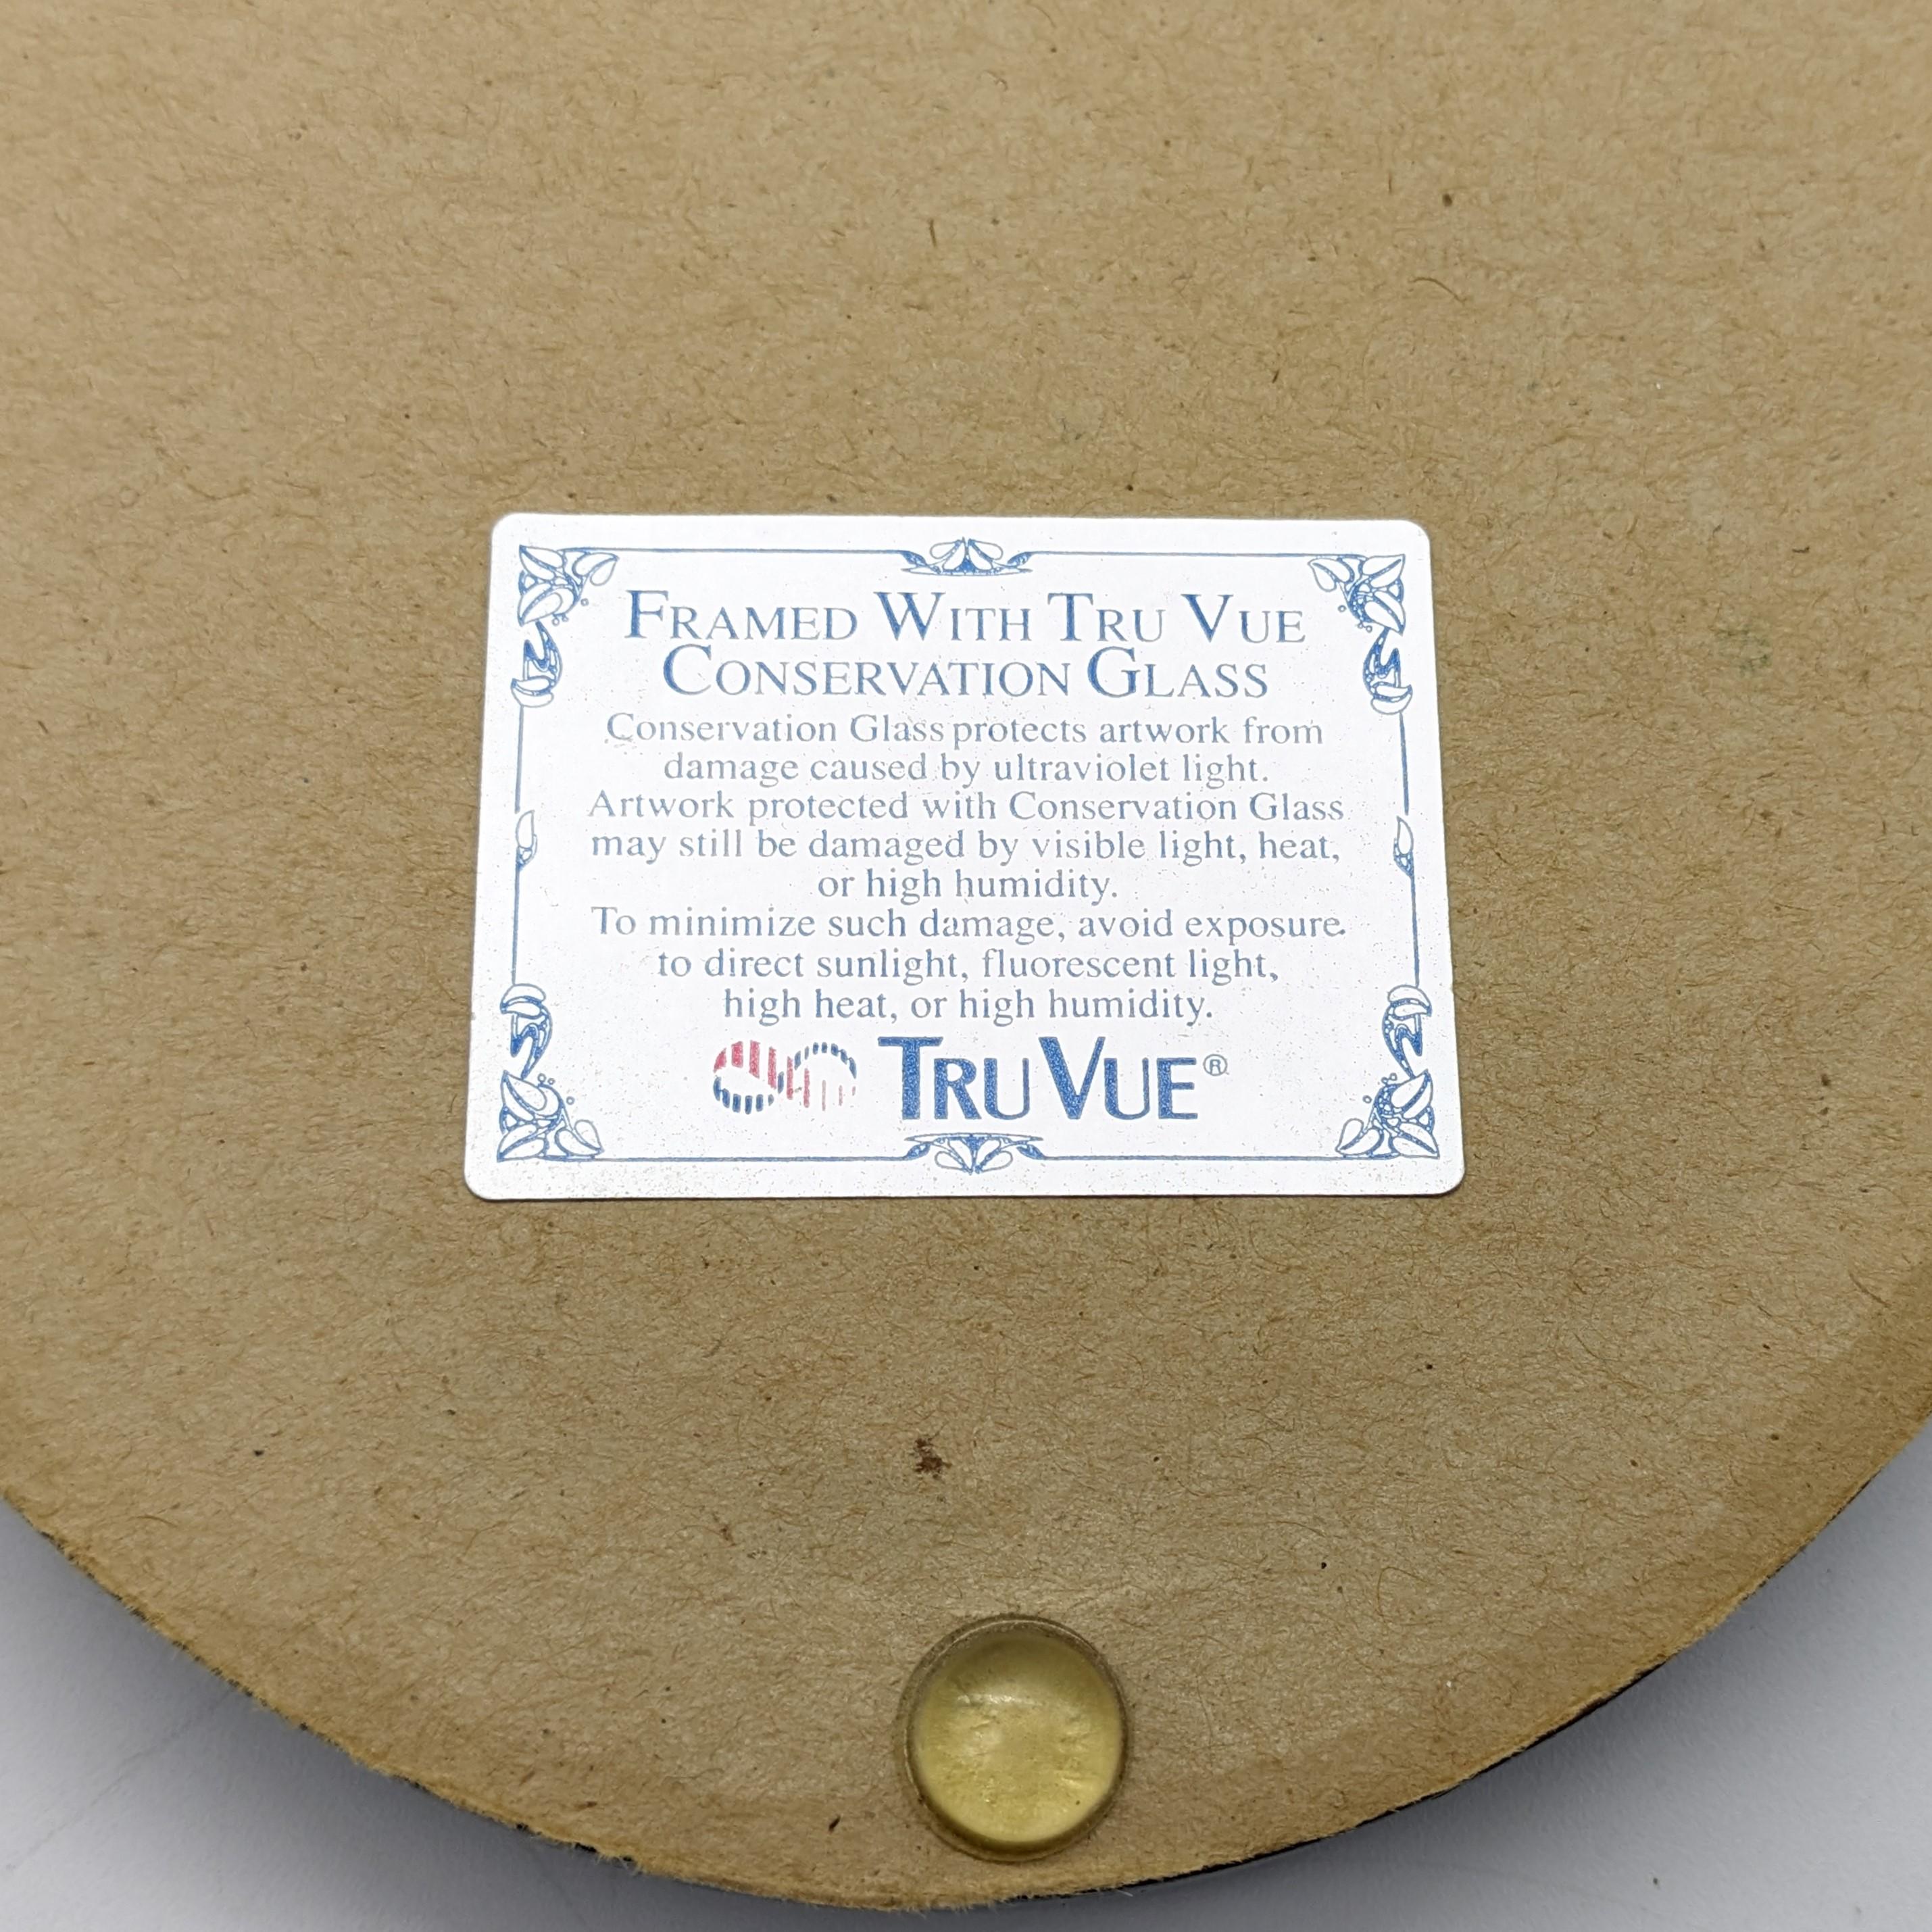 FRAMED WITH TRU VUE
CONSERVATION GLASS
Conservation Glass protects artwork from
damage caused by ultraviolet light.
Artwork protected with Conservation Glass
may still be damaged by visible light, heat,
or high humidity.
To minimize such damage, avoid exposure
to direct sunlight, fluorescent light,
high heat, or high humidity.
TRU VUE®